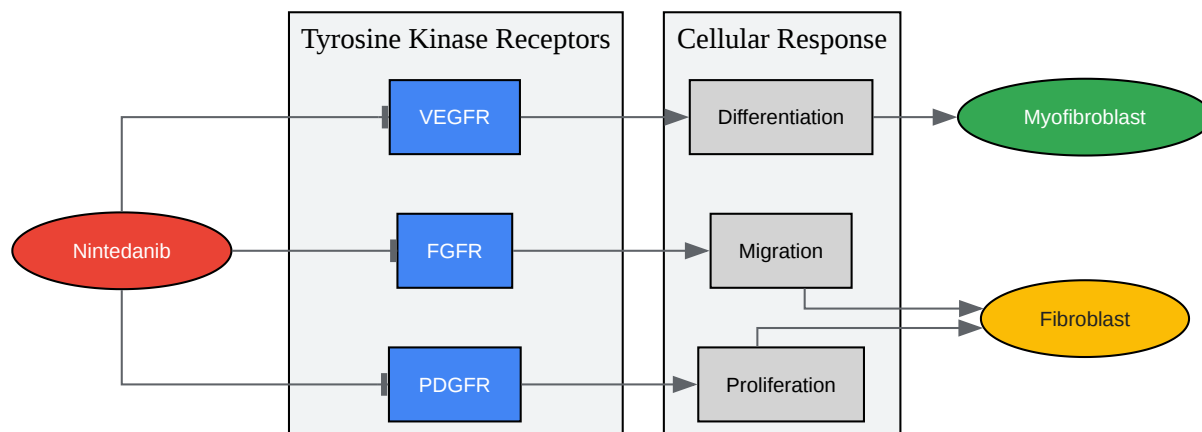 Tyrosine Kinase Receptors
Cellular Response
VEGFR
Differentiation
Myofibroblast
Nintedanib
FGFR
Migration
Fibroblast
PDGFR
Proliferation